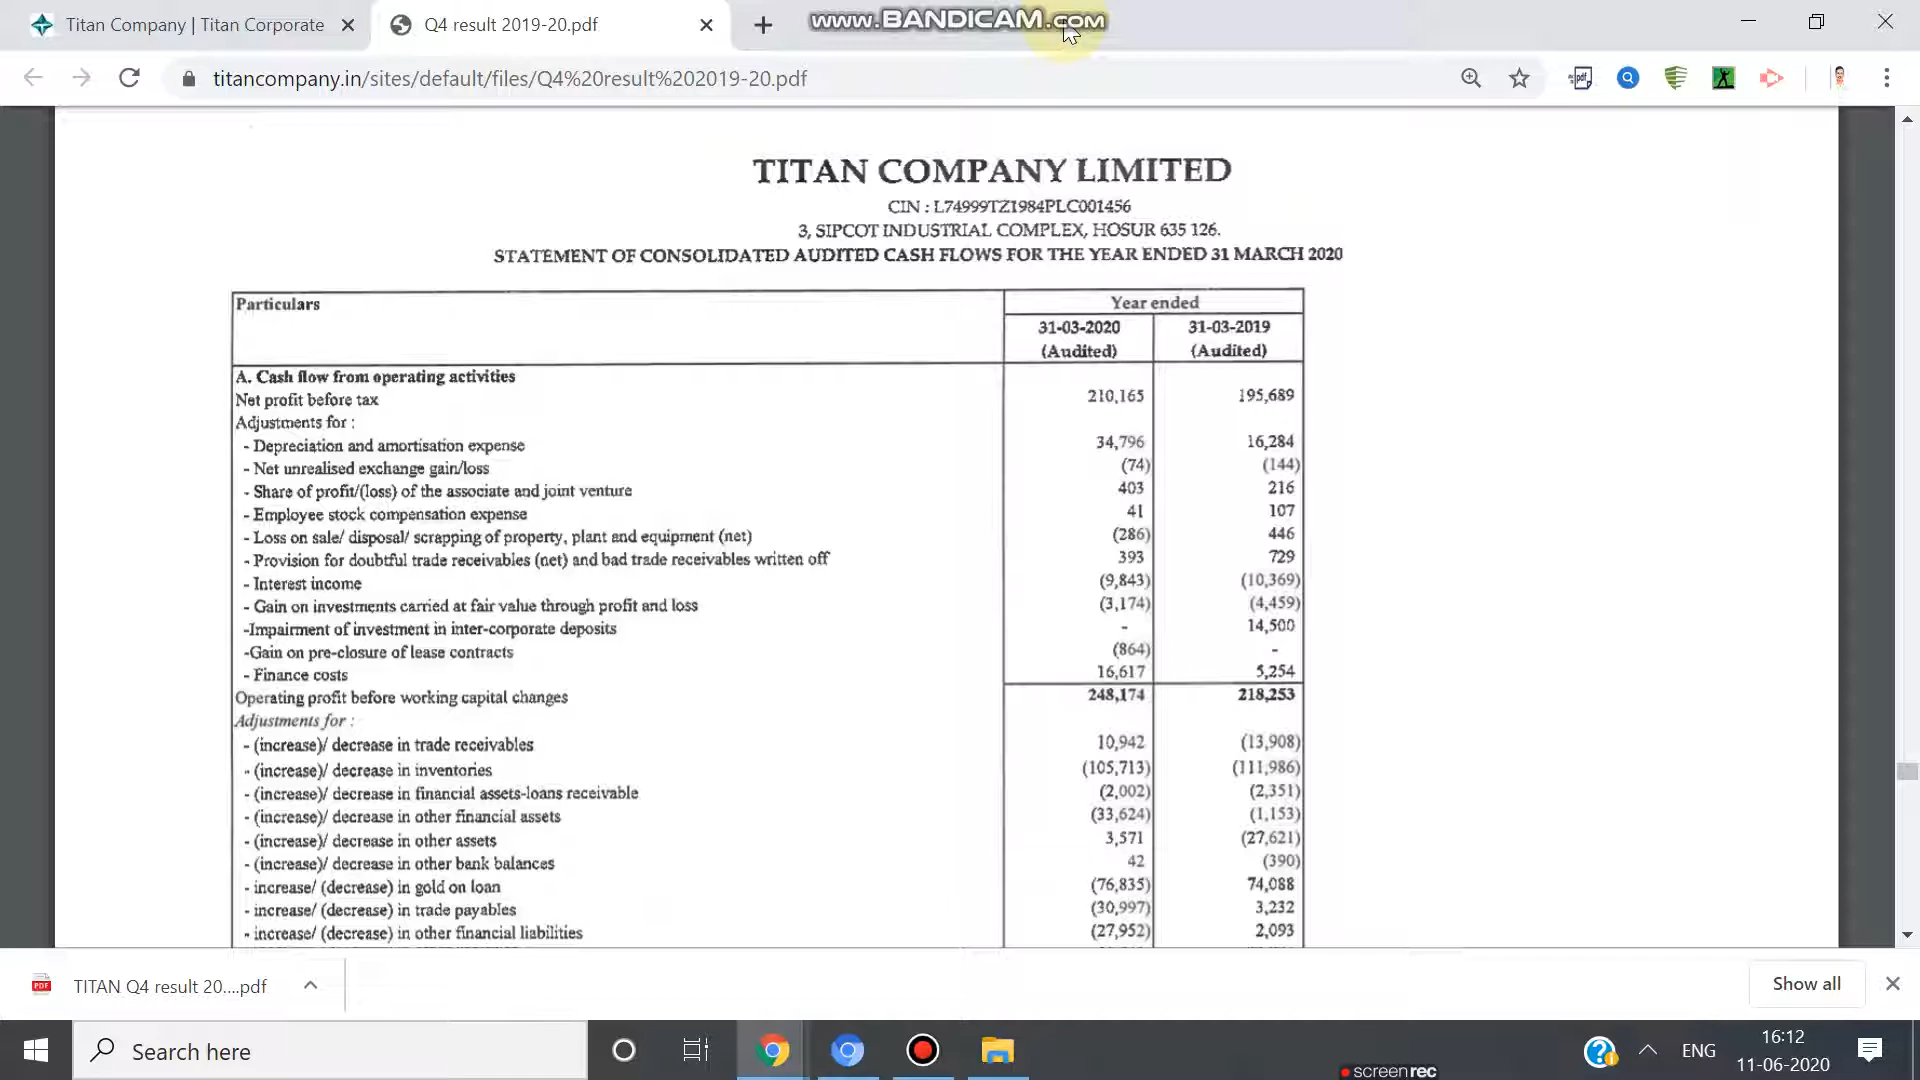 Titan Company | Titan Corporate
Q4 result 2019-20.pdf
www.BANDICAM.com
titancompany.in/sites/default/files/Q4%20result%202019-20.pdf
TITAN COMPANY LIMITED
CIN : L74999TZ1984PLC001456
3, SIPCOT INDUSTRIAL COMPLEX, HOSUR 635 126.
STATEMENT OF CONSOLIDATED AUDITED CASH FLOWS FOR THE YEAR ENDED 31 MARCH 2020
Particulars Year ended
31-03-2020 31-03-2019
(Audited) (Audited)
A. Cash flow from operating activities
Net profit before tax 210,165 195,689
Adjustments for :
- Depreciation and amortisation expense 34,796 16,284
- Net unrealised exchange gain/loss (74) (144)
- Share of profit/(loss) of the associate and joint venture 403 216
- Employee stock compensation expense 41 107
- Loss on sale/ disposal/ scrapping of property, plant and equipment (net) (286) 446
- Provision for doubtful trade receivables (net) and bad trade receivables written off 393 729
- Interest income (9,843) (10,369)
- Gain on investments carried at fair value through profit and loss (3,174) (4,459)
-Impairment of investment in inter-corporate deposits - 14,500
-Gain on pre-closure of lease contracts (864) -
- Finance costs 16,617 5,254
Operating profit before working capital changes 248,174 218,253
Adjustments for :
- (increase)/ decrease in trade receivables 10,942 (13,908)
- (increase)/ decrease in inventories (105,713) (111,986)
- (increase)/ decrease in financial assets-loans receivable (2,002) (2,351)
- (increase)/ decrease in other financial assets (33,624) (1,153)
- (increase)/ decrease in other assets 3,571 (27,621)
- (increase)/ decrease in other bank balances 42 (390)
- increase/ (decrease) in gold on loan (76,835) 74,088
- increase/ (decrease) in trade payables (30,997) 3,232
- increase/ (decrease) in other financial liabilities (27,952) 2,093
TITAN Q4 result 20....pdf
Show all
Search here
ENG
16:12
11-06-2020
screenrec